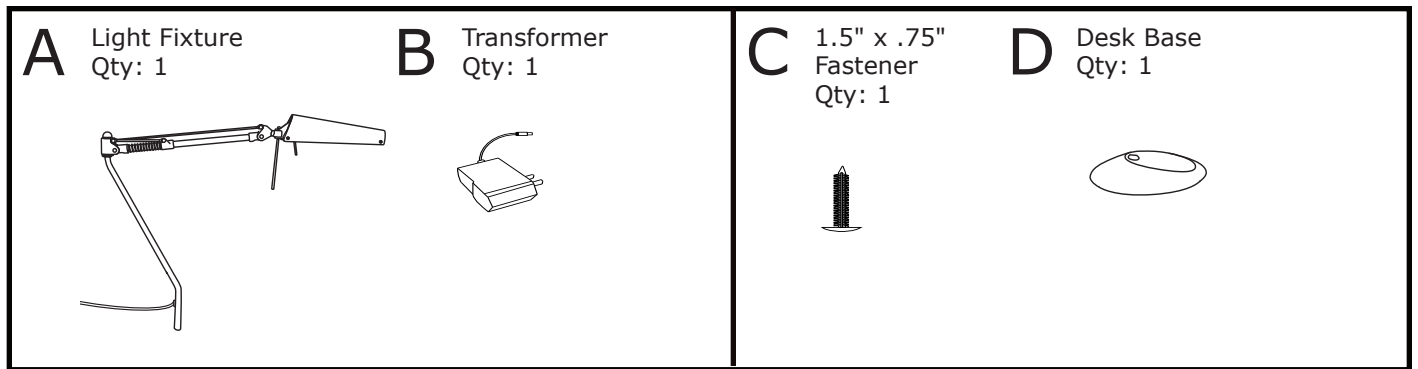 A
Light Fixture
Qty: 1
B
Transformer
Qty: 1
C
1.5" x .75"
Fastener
Qty: 1
D
Desk Base
Qty: 1